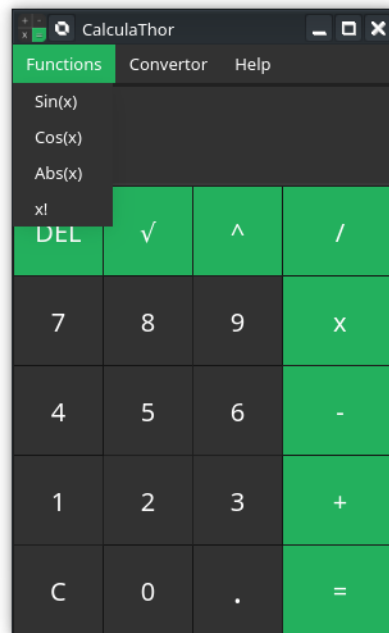 CalculaThor
Functions Convertor Help
Sin(x)
Cos(x)
Abs(x)
x!
DEL √ ^ /
7 8 9 x
4 5 6 -
1 2 3 +
C 0 . =